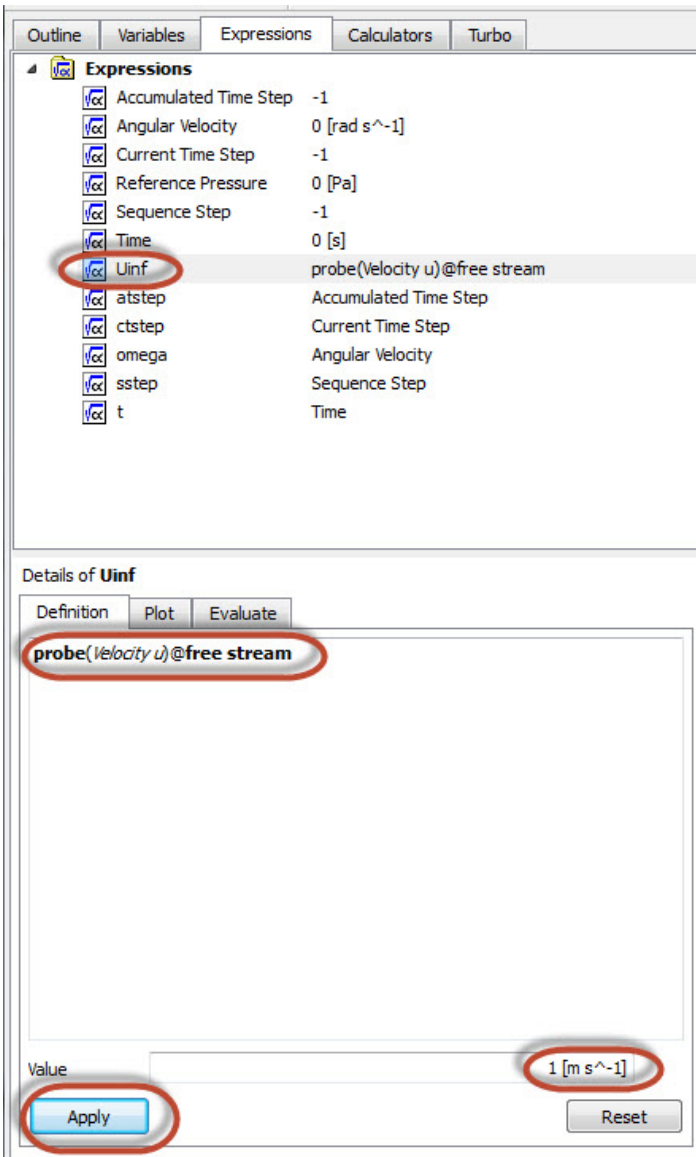 Outline Variables Expressions Calculators Turbo
Expressions
Accumulated Time Step -1
Angular Velocity 0 [rad s^-1]
Current Time Step -1
Reference Pressure 0 [Pa]
Sequence Step -1
Time 0 [s]
Uinf probe(Velocity u)@free stream
atstep Accumulated Time Step
ctstep Current Time Step
omega Angular Velocity
sstep Sequence Step
t Time
Details of Uinf
Definition Plot Evaluate
probe(Velocity u)@free stream
Value 1 [m s^-1]
Apply Reset